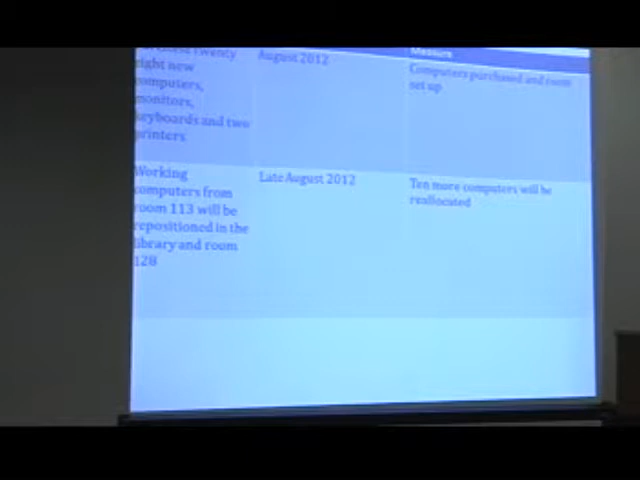 Measure
Twenty
right new
computers,
monitors,
keyboards and two
printers
August 2012
Computers purchased and room
set up
Working
computers from
room 113 will be
repositioned in the
library and room
128
Late August 2012
Ten more computers will be
reallocated